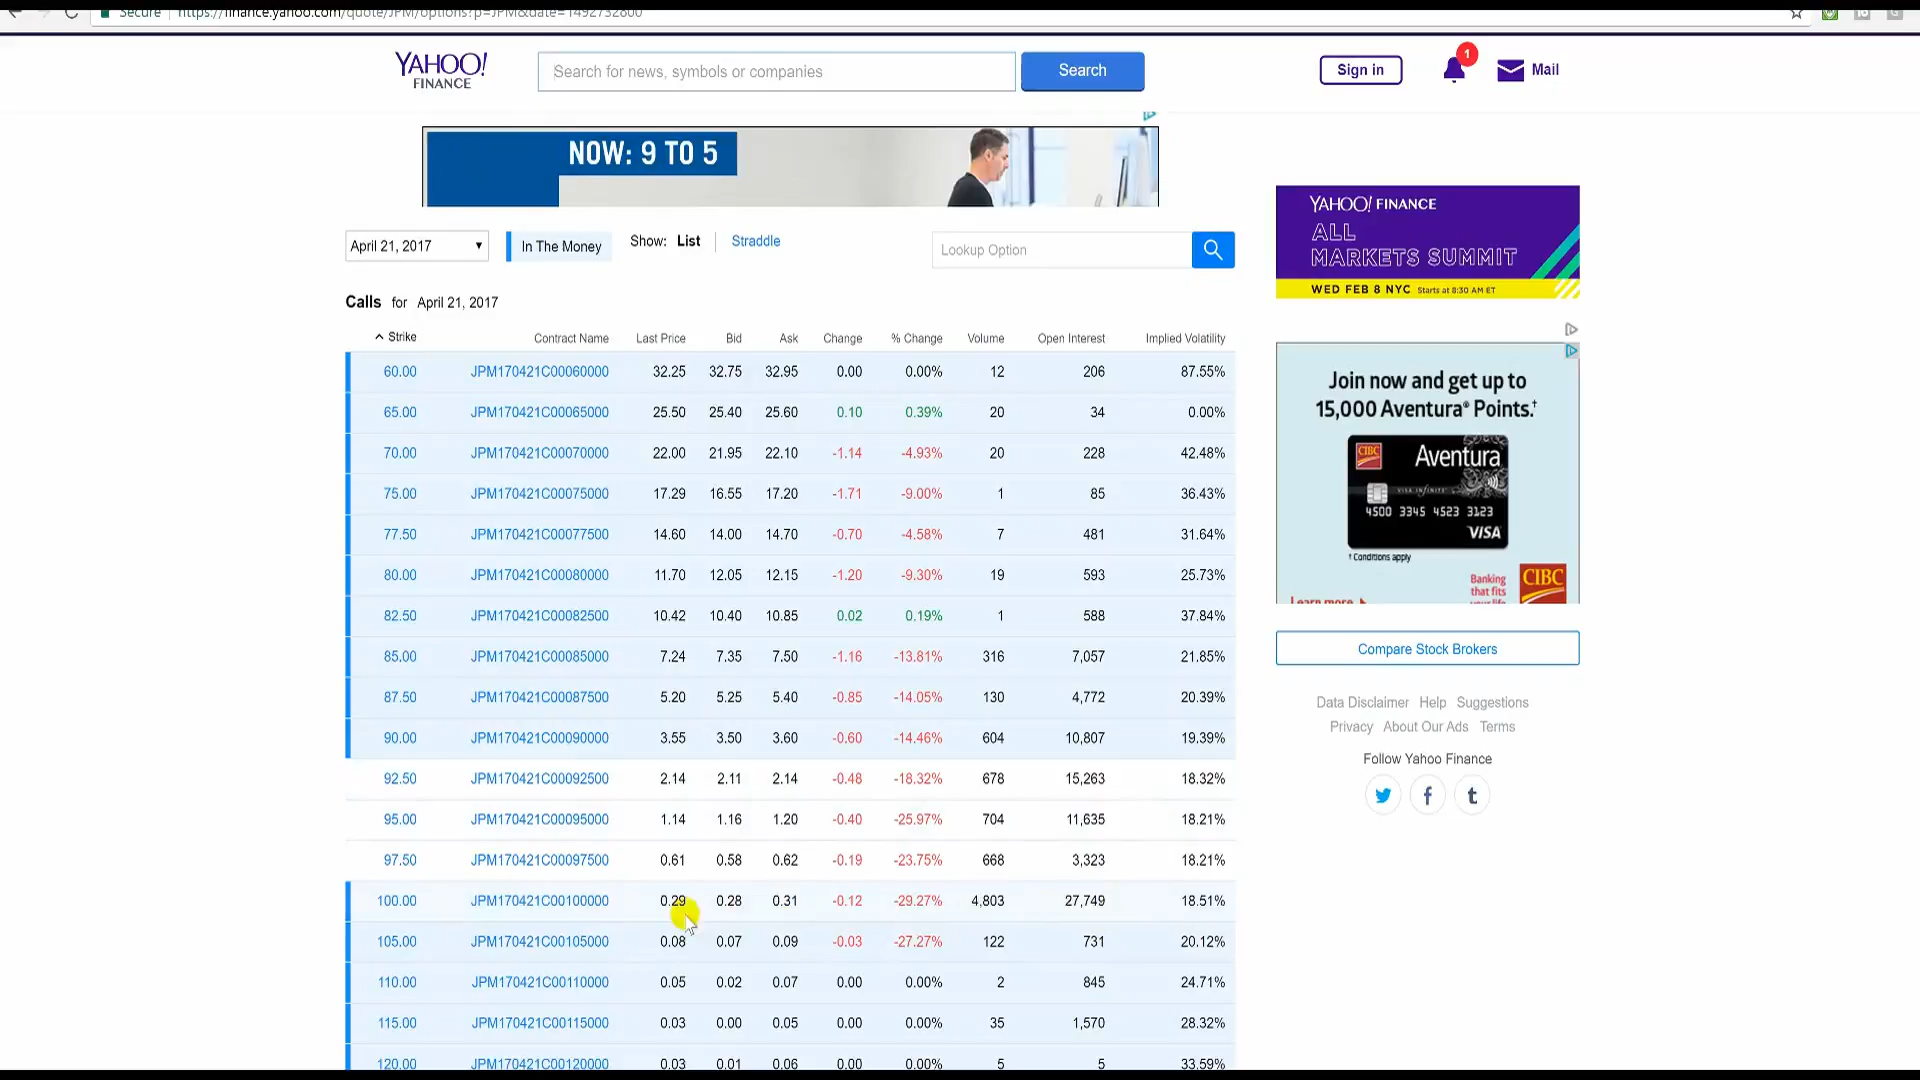 Secure https://finance.yahoo.com/quote/JPM/options?p=JPM&date=1492732800
YAHOO!
FINANCE
Search for news, symbols or companies
Search
Sign in
1
Mail
NOW: 9 TO 5
April 21, 2017
In The Money
Show: List Straddle
Lookup Option
Calls for April 21, 2017
Strike Contract Name Last Price Bid Ask Change % Change Volume Open Interest Implied Volatility
60.00 JPM170421C00060000 32.25 32.75 32.95 0.00 0.00% 12 206 87.55%
65.00 JPM170421C00065000 25.50 25.40 25.60 0.10 0.39% 20 34 0.00%
70.00 JPM170421C00070000 22.00 21.95 22.10 -1.14 -4.93% 20 228 42.48%
75.00 JPM170421C00075000 17.29 16.55 17.20 -1.71 -9.00% 1 85 36.43%
77.50 JPM170421C00077500 14.60 14.00 14.70 -0.70 -4.58% 7 481 31.64%
80.00 JPM170421C00080000 11.70 12.05 12.15 -1.20 -9.30% 19 593 25.73%
82.50 JPM170421C00082500 10.42 10.40 10.85 0.02 0.19% 1 588 37.84%
85.00 JPM170421C00085000 7.24 7.35 7.50 -1.16 -13.81% 316 7,057 21.85%
87.50 JPM170421C00087500 5.20 5.25 5.40 -0.85 -14.05% 130 4,772 20.39%
90.00 JPM170421C00090000 3.55 3.50 3.60 -0.60 -14.46% 604 10,807 19.39%
92.50 JPM170421C00092500 2.14 2.11 2.14 -0.48 -18.32% 678 15,263 18.32%
95.00 JPM170421C00095000 1.14 1.16 1.20 -0.40 -25.97% 704 11,635 18.21%
97.50 JPM170421C00097500 0.61 0.58 0.62 -0.19 -23.75% 668 3,323 18.21%
100.00 JPM170421C00100000 0.29 0.28 0.31 -0.12 -29.27% 4,803 27,749 18.51%
105.00 JPM170421C00105000 0.08 0.07 0.09 -0.03 -27.27% 122 731 20.12%
110.00 JPM170421C00110000 0.05 0.02 0.07 0.00 0.00% 2 845 24.71%
115.00 JPM170421C00115000 0.03 0.00 0.05 0.00 0.00% 35 1,570 28.32%
120.00 JPM170421C00120000 0.03 0.01 0.06 0.00 0.00% 5 5 33.59%
YAHOO! FINANCE
ALL
MARKETS SUMMIT
WED FEB 8 NYC Starts at 8:30 AM ET
Join now and get up to
15,000 Aventura® Points.†
CIBC
Aventura
VISA INFINITE
4500 3345 4523 3123
VISA
† Conditions apply
Banking
that fits
your life
CIBC
Learn more
Compare Stock Brokers
Data Disclaimer Help Suggestions
Privacy About Our Ads Terms
Follow Yahoo Finance